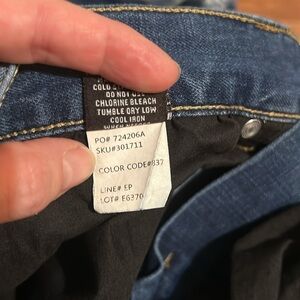 DO NOT USE
CHLORINE BLEACH
TUMBLE DRY LOW
COOL IRON
PO# 724206A
SKU#301711
COLOR CODE#837
LINE# EP
LOT# E6370